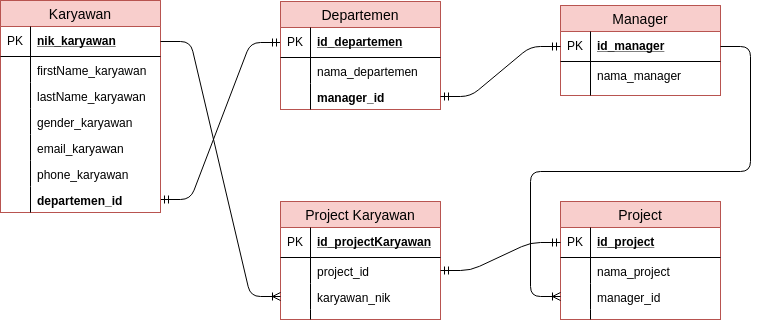 Karyawan
PK nik_karyawan
firstName_karyawan
lastName_karyawan
gender_karyawan
email_karyawan
phone_karyawan
departemen_id
Departemen
PK id_departemen
nama_departemen
manager_id
Manager
PK id_manager
nama_manager
Project Karyawan
PK id_projectKaryawan
project_id
karyawan_nik
Project
PK id_project
nama_project
manager_id